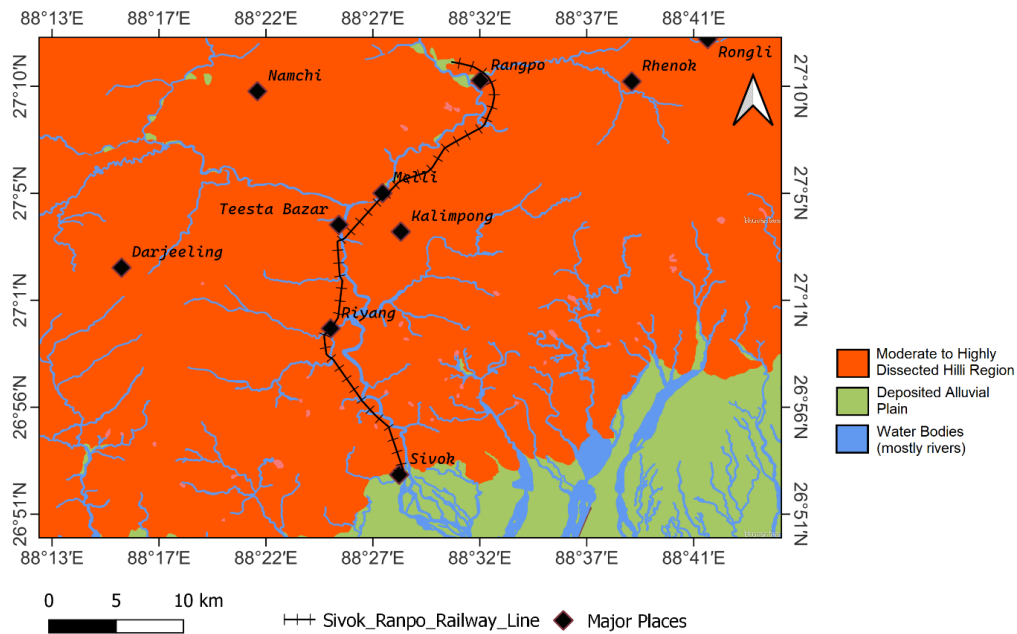 88°13'E 88°17'E 88°22'E 88°27'E 88°32'E 88°37'E 88°41'E
Rongli
Rangpo
Rhenok
Namchi
27°10'N
27°10'N
Melli
27°5'N
27°5'N
Teesta Bazar
Kalimpong
Darjeeling
27°1'N
27°1'N
Riyang
Moderate to Highly
Dissected Hilli Region
Deposited Alluvial
Plain
Water Bodies
(mostly rivers)
26°56'N
26°56'N
Sivok
26°51'N
26°51'N
88°13'E 88°17'E 88°22'E 88°27'E 88°32'E 88°37'E 88°41'E
0 5 10 km
Sivok_Ranpo_Railway_Line
Major Places